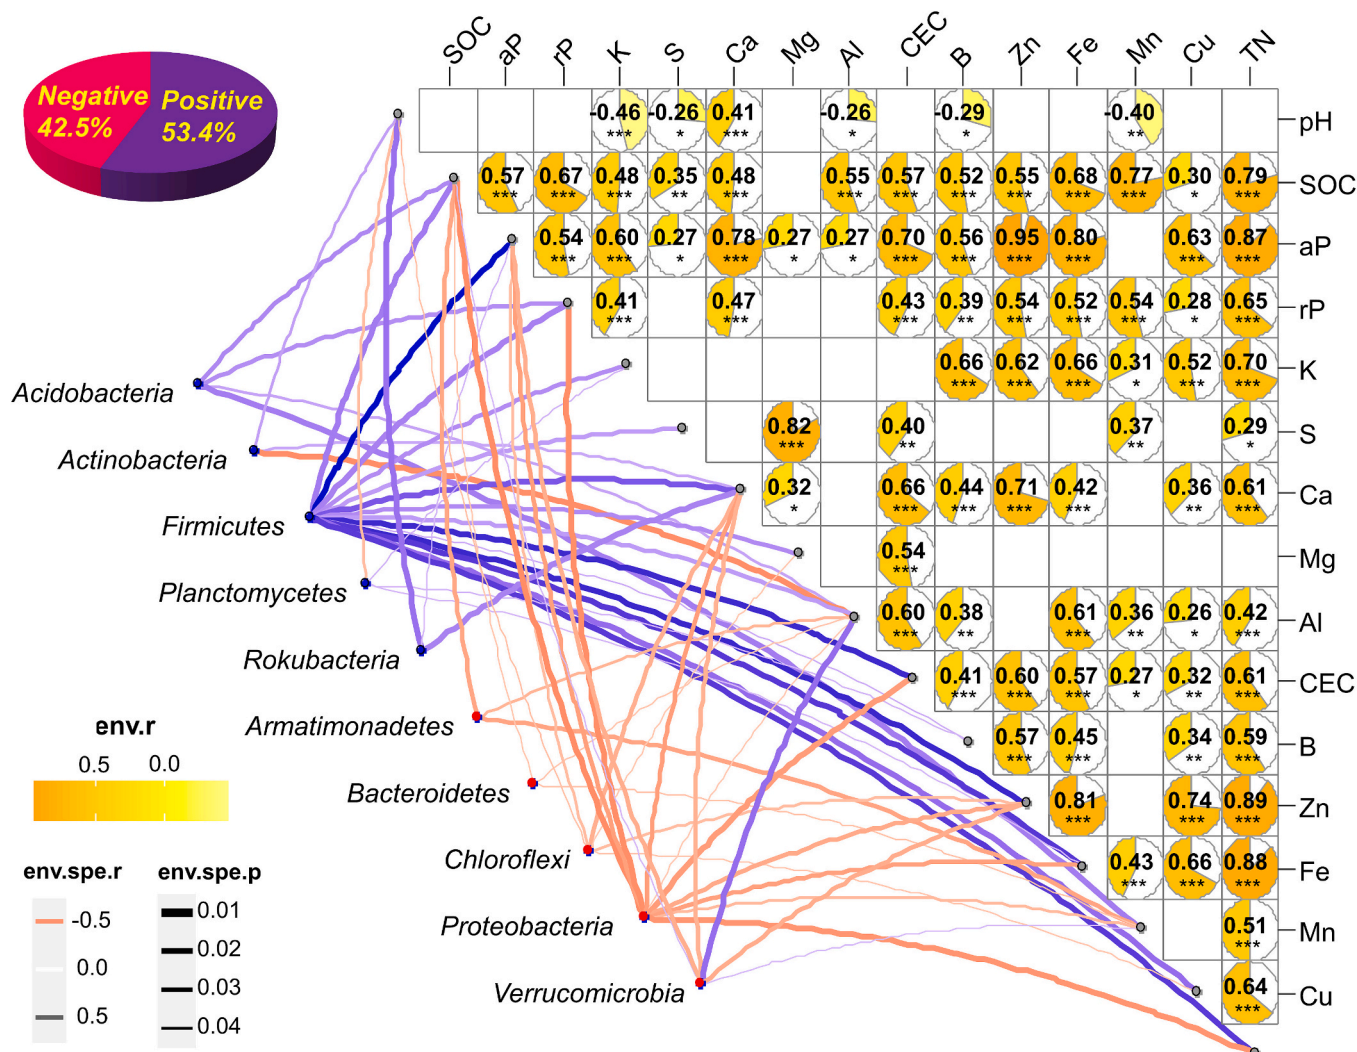 SOC aP rP K S Ca Mg Al CEC B Zn Fe Mn Cu TN
Negative
42.5%
Positive
53.4%
-0.46 -0.26 0.41 -0.26 -0.29 -0.40 pH
*** * *** * * **
0.57 0.67 0.48 0.35 0.48 0.55 0.57 0.52 0.55 0.68 0.77 0.30 0.79 SOC
*** *** *** ** *** *** *** *** *** *** *** * ***
0.54 0.60 0.27 0.78 0.27 0.27 0.70 0.56 0.95 0.80 0.63 0.87 aP
*** *** * *** * * *** *** *** *** *** ***
0.41 0.47 0.43 0.39 0.54 0.52 0.54 0.28 0.65 rP
*** *** *** ** *** *** *** * ***
0.66 0.62 0.66 0.31 0.52 0.70 K
*** *** *** * *** ***
0.82 0.40 0.37 0.29 S
*** ** ** *
0.32 0.66 0.44 0.71 0.42 0.36 0.61 Ca
* *** *** *** *** ** ***
0.54 Mg
***
0.60 0.38 0.61 0.36 0.26 0.42 Al
*** ** *** ** * ***
0.41 0.60 0.57 0.27 0.32 0.61 CEC
*** *** *** * ** ***
0.57 0.45 0.34 0.59 B
*** *** ** ***
0.81 0.74 0.89 Zn
*** *** ***
0.43 0.66 0.88 Fe
*** *** ***
0.51 Mn
***
0.64 Cu
***
Acidobacteria
Actinobacteria
Firmicutes
Planctomycetes
Rokubacteria
Armatimonadetes
Bacteroidetes
Chloroflexi
Proteobacteria
Verrucomicrobia
env.r
0.5 0.0
env.spe.r
-0.5
0.0
0.5
env.spe.p
0.01
0.02
0.03
0.04